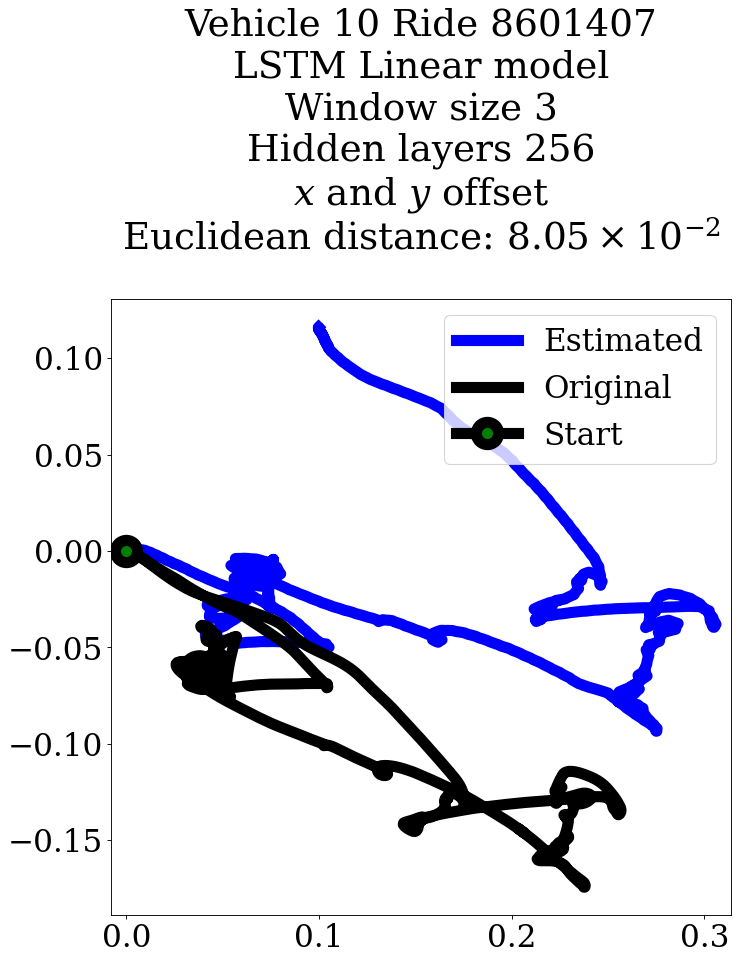 Vehicle 10 Ride 8601407
LSTM Linear model
Window size 3
Hidden layers 256
x and y offset
Euclidean distance: 8.05 × 10⁻²
Estimated
Original
Start
0.10
0.05
0.00
−0.05
−0.10
−0.15
0.0
0.1
0.2
0.3